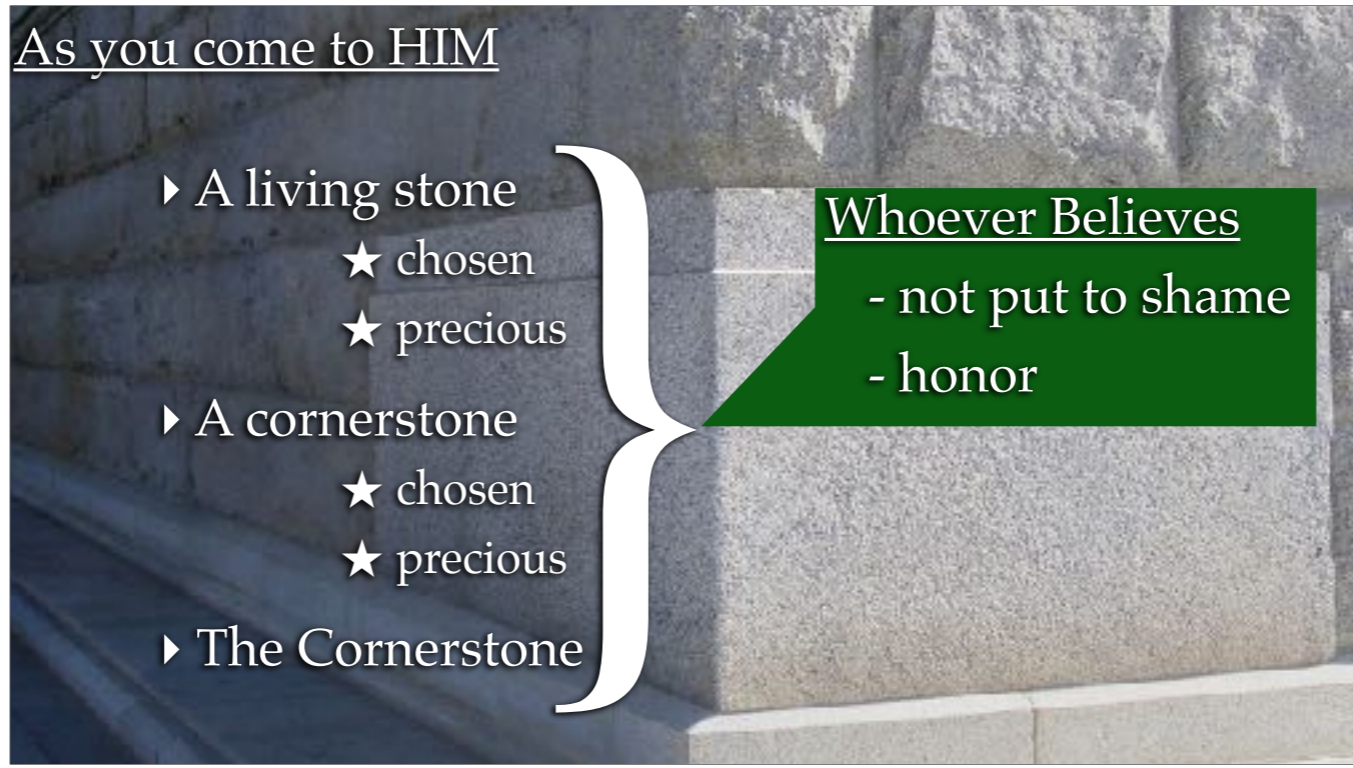 As you come to HIM
‣ A living stone
★ chosen
★ precious
‣ A cornerstone
★ chosen
★ precious
‣ The Cornerstone
Whoever Believes
- not put to shame
- honor